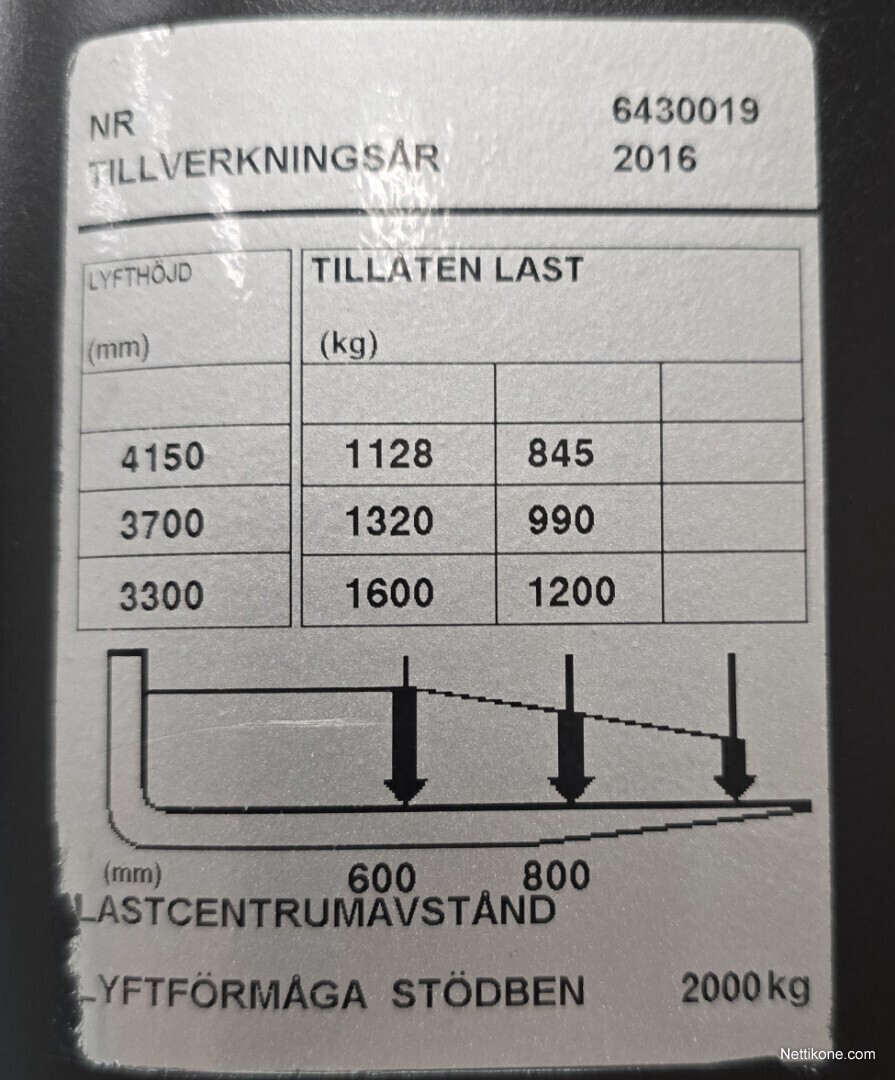 NR 6430019
TILLVERKNINGSÅR 2016
LYFTHÖJD TILLÅTEN LAST
(mm) (kg)
4150 1128 845
3700 1320 990
3300 1600 1200
(mm) 600 800
LASTCENTRUMAVSTÅND
LYFTFÖRMÅGA STÖDBEN 2000 kg
Nettikone.com